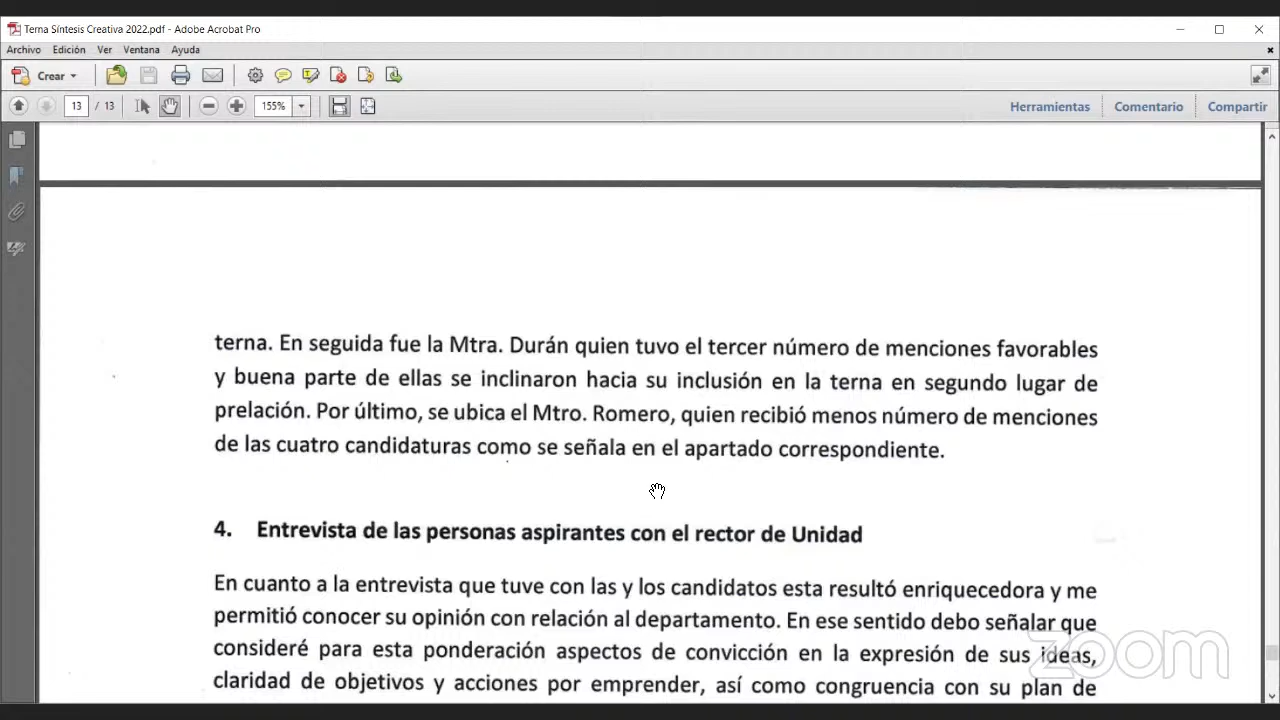 Terna Síntesis Creativa 2022.pdf - Adobe Acrobat Pro
Archivo Edición Ver Ventana Ayuda
Crear
13 / 13 155% Herramientas Comentario Compartir
terna. En seguida fue la Mtra. Durán quien tuvo el tercer número de menciones favorables
y buena parte de ellas se inclinaron hacia su inclusión en la terna en segundo lugar de
prelación. Por último, se ubica el Mtro. Romero, quien recibió menos número de menciones
de las cuatro candidaturas como se señala en el apartado correspondiente.
4. Entrevista de las personas aspirantes con el rector de Unidad
En cuanto a la entrevista que tuve con las y los candidatos esta resultó enriquecedora y me
permitió conocer su opinión con relación al departamento. En ese sentido debo señalar que
consideré para esta ponderación aspectos de convicción en la expresión de sus ideas,
claridad de objetivos y acciones por emprender, así como congruencia con su plan de
zoom